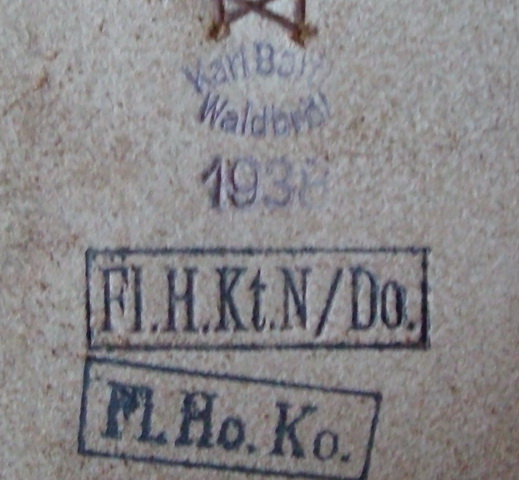 Karl
Waldbröl
1938
Fl.H.Kt.N/Do.
Fl.Ho.Ko.